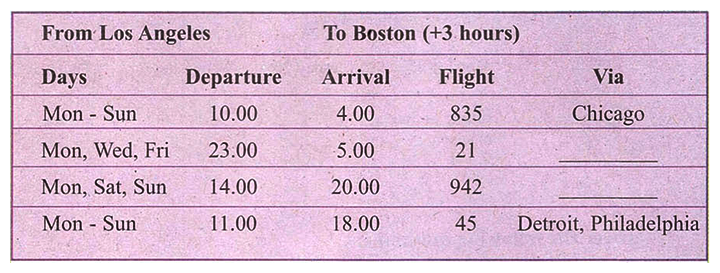 From Los Angeles To Boston (+3 hours)
Days Departure Arrival Flight Via
Mon - Sun 10.00 4.00 835 Chicago
Mon, Wed, Fri 23.00 5.00 21 ________
Mon, Sat, Sun 14.00 20.00 942 ________
Mon - Sun 11.00 18.00 45 Detroit, Philadelphia